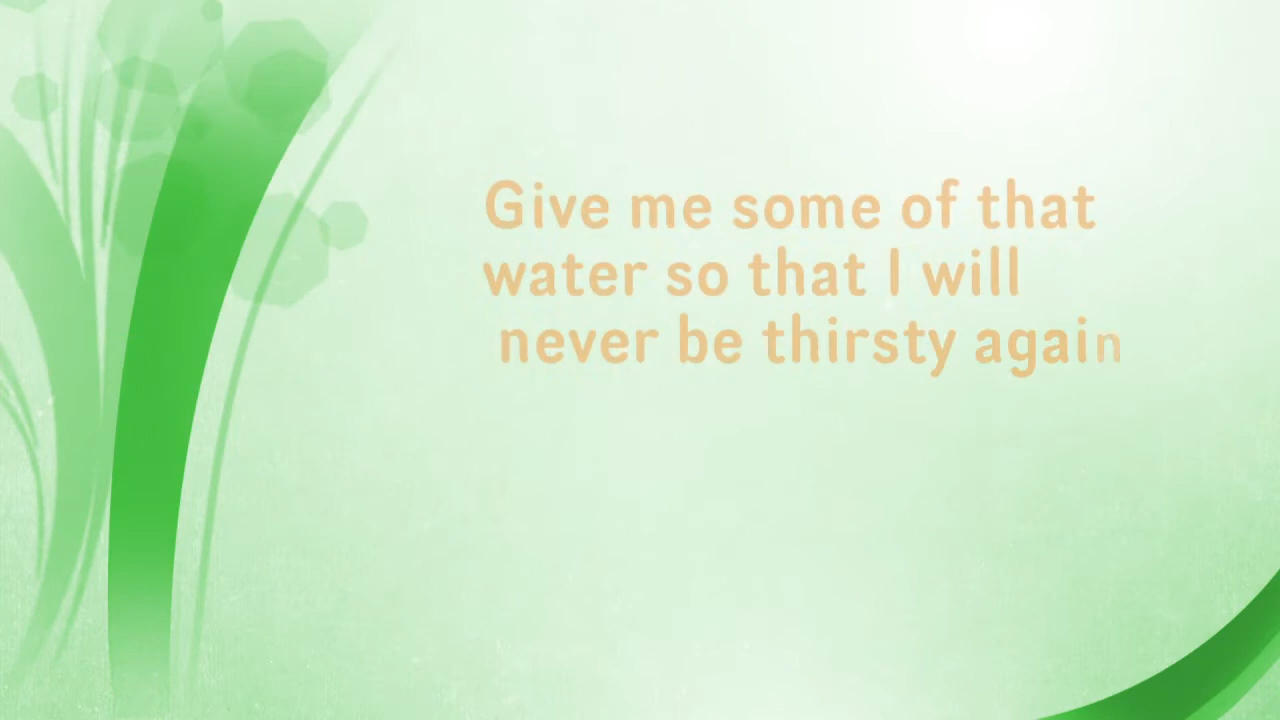 Give me some of that
water so that I will
never be thirsty again